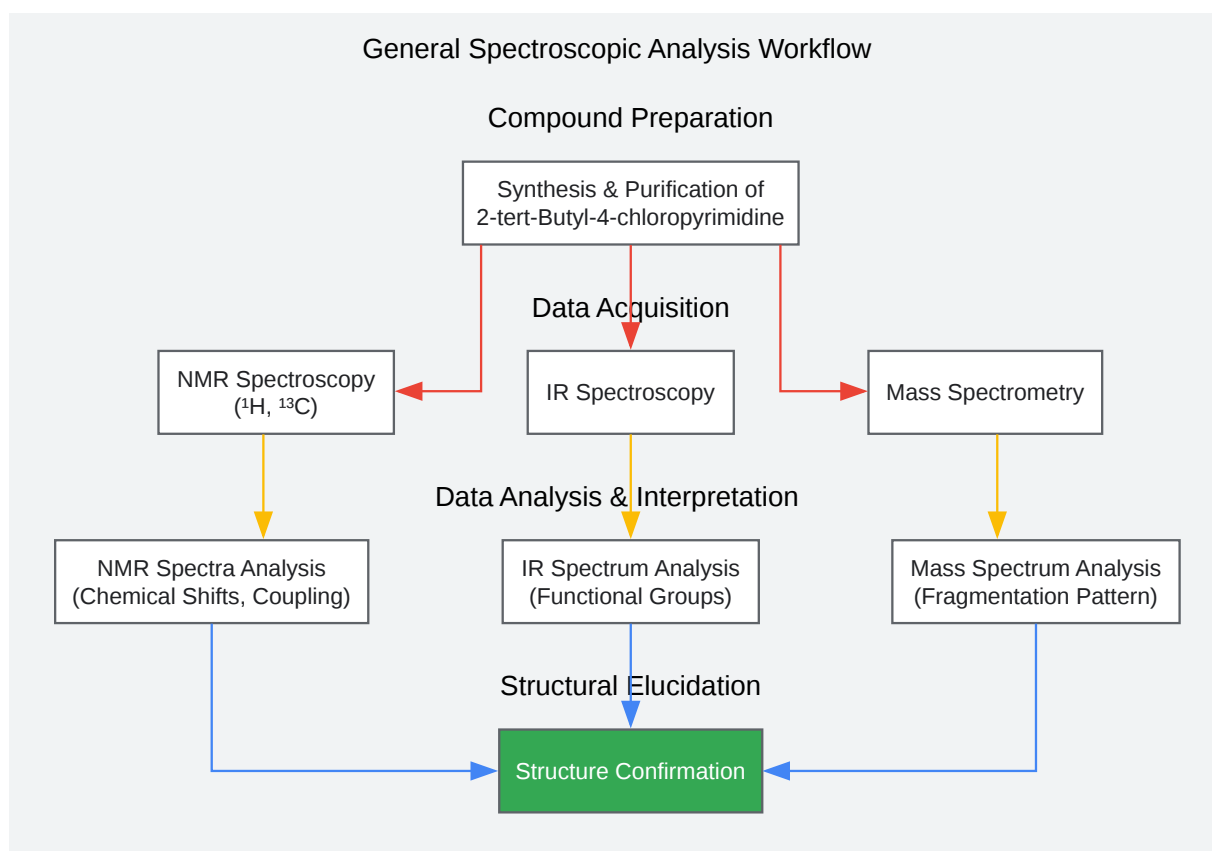 General Spectroscopic Analysis Workflow
Compound Preparation
Synthesis & Purification of
2-tert-Butyl-4-chloropyrimidine
Data Acquisition
NMR Spectroscopy
(¹H, ¹³C)
IR Spectroscopy
Mass Spectrometry
Data Analysis & Interpretation
NMR Spectra Analysis
(Chemical Shifts, Coupling)
IR Spectrum Analysis
(Functional Groups)
Mass Spectrum Analysis
(Fragmentation Pattern)
Structural Elucidation
Structure Confirmation